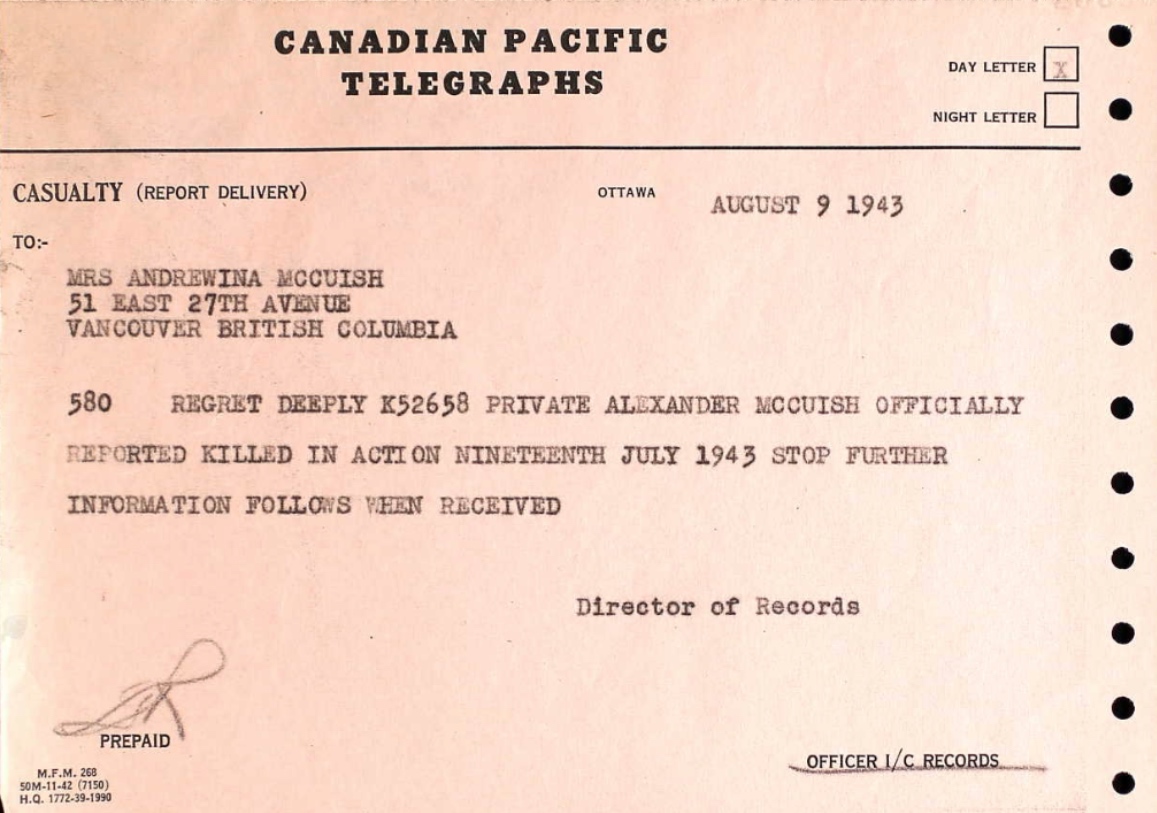 CANADIAN PACIFIC
TELEGRAPHS
DAY LETTER X
NIGHT LETTER
CASUALTY (REPORT DELIVERY)
OTTAWA
AUGUST 9 1943
TO:-
MRS ANDREWINA MCCUISH
51 EAST 27TH AVENUE
VANCOUVER BRITISH COLUMBIA
580 REGRET DEEPLY K52658 PRIVATE ALEXANDER MCCUISH OFFICIALLY
REPORTED KILLED IN ACTION NINETEENTH JULY 1943 STOP FURTHER
INFORMATION FOLLOWS WHEN RECEIVED
Director of Records
PREPAID
OFFICER I/C RECORDS
M.F.M. 268
50M-11-42 (7150)
H.Q. 1772-39-1990